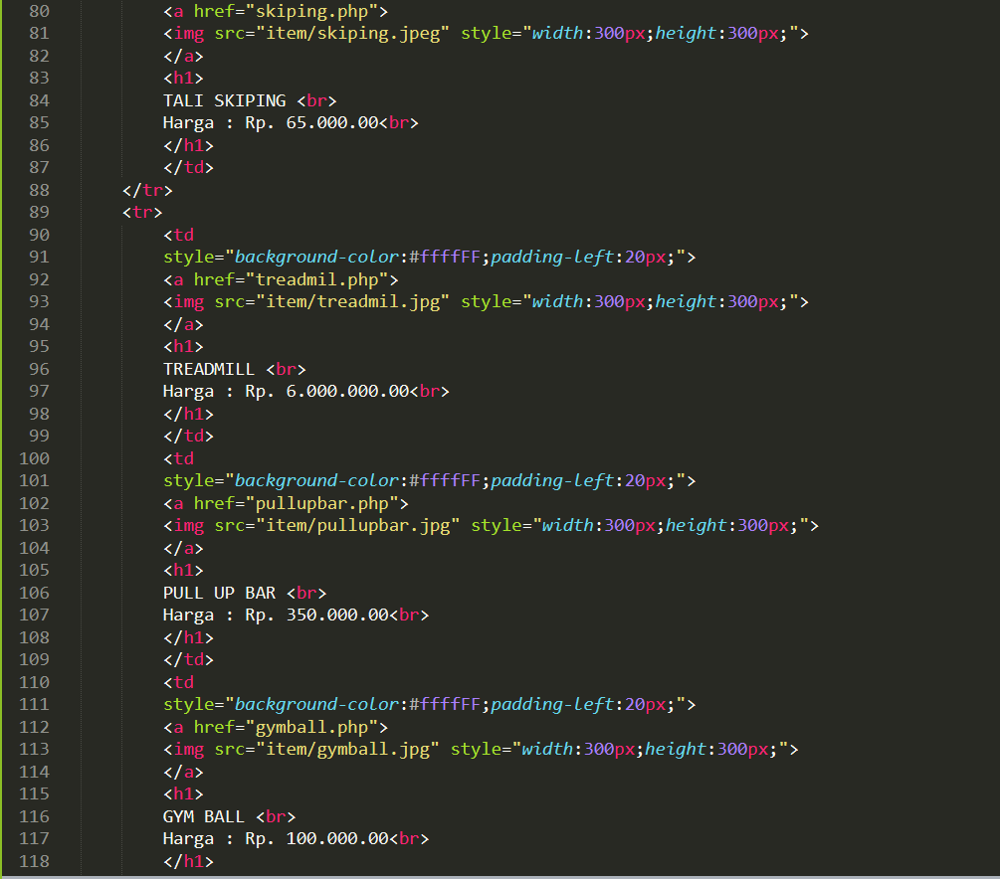 80 <a href="skiping.php">
81 <img src="item/skiping.jpeg" style="width:300px;height:300px;">
82 </a>
83 <h1>
84 TALI SKIPING <br>
85 Harga : Rp. 65.000.00<br>
86 </h1>
87 </td>
88 </tr>
89 <tr>
90 <td
91 style="background-color:#ffffFF;padding-left:20px;">
92 <a href="treadmil.php">
93 <img src="item/treadmil.jpg" style="width:300px;height:300px;">
94 </a>
95 <h1>
96 TREADMILL <br>
97 Harga : Rp. 6.000.000.00<br>
98 </h1>
99 </td>
100 <td
101 style="background-color:#ffffFF;padding-left:20px;">
102 <a href="pullupbar.php">
103 <img src="item/pullupbar.jpg" style="width:300px;height:300px;">
104 </a>
105 <h1>
106 PULL UP BAR <br>
107 Harga : Rp. 350.000.00<br>
108 </h1>
109 </td>
110 <td
111 style="background-color:#ffffFF;padding-left:20px;">
112 <a href="gymball.php">
113 <img src="item/gymball.jpg" style="width:300px;height:300px;">
114 </a>
115 <h1>
116 GYM BALL <br>
117 Harga : Rp. 100.000.00<br>
118 </h1>